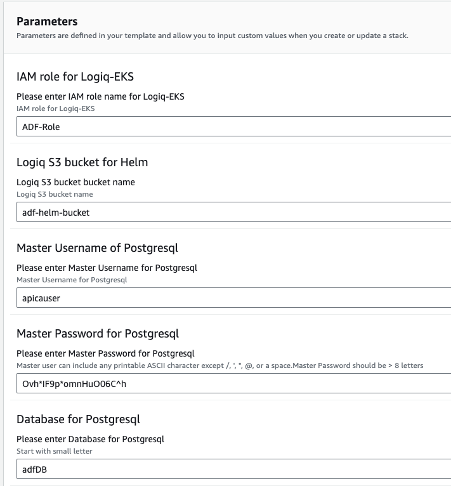 Parameters
Parameters are defined in your template and allow you to input custom values when you create or update a stack.
IAM role for Logiq-EKS
Please enter IAM role name for Logiq-EKS
IAM role for Logiq-EKS
ADF-Role
Logiq S3 bucket for Helm
Logiq S3 bucket bucket name
Logiq S3 bucket name
adf-helm-bucket
Master Username of Postgresql
Please enter Master Username for Postgresql
Master Username for Postgresql
apicauser
Master Password for Postgresql
Please enter Master Password for Postgresql
Master user can include any printable ASCII character except /, ', ", @, or a space.Master Password should be > 8 letters
Ovh*IF9p*omnHuO06C^h
Database for Postgresql
Please enter Database for Postgresql
Start with small letter
adfDB